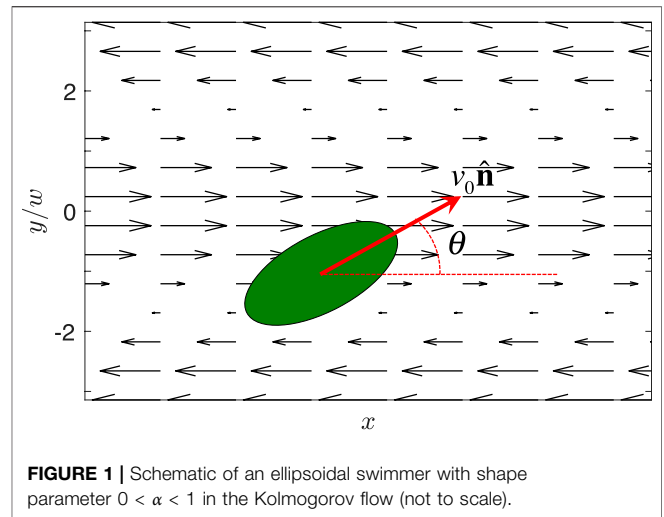 2
0
-2
y/w
x
v₀n̂
θ
FIGURE 1 | Schematic of an ellipsoidal swimmer with shape
parameter 0 < α < 1 in the Kolmogorov flow (not to scale).